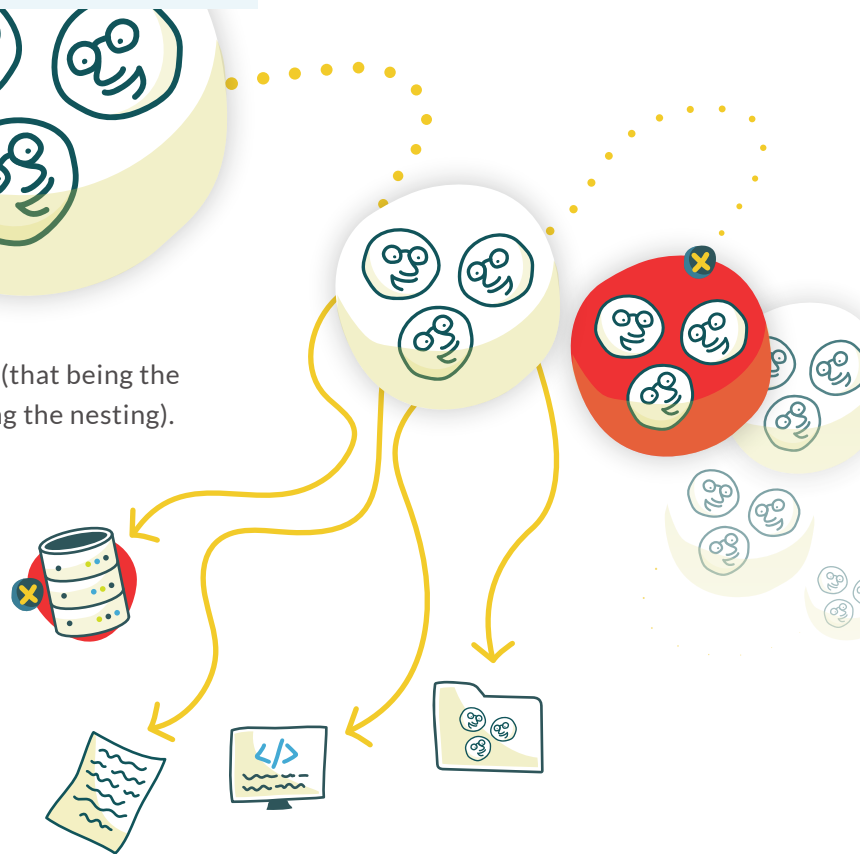 (that being the
the nesting).